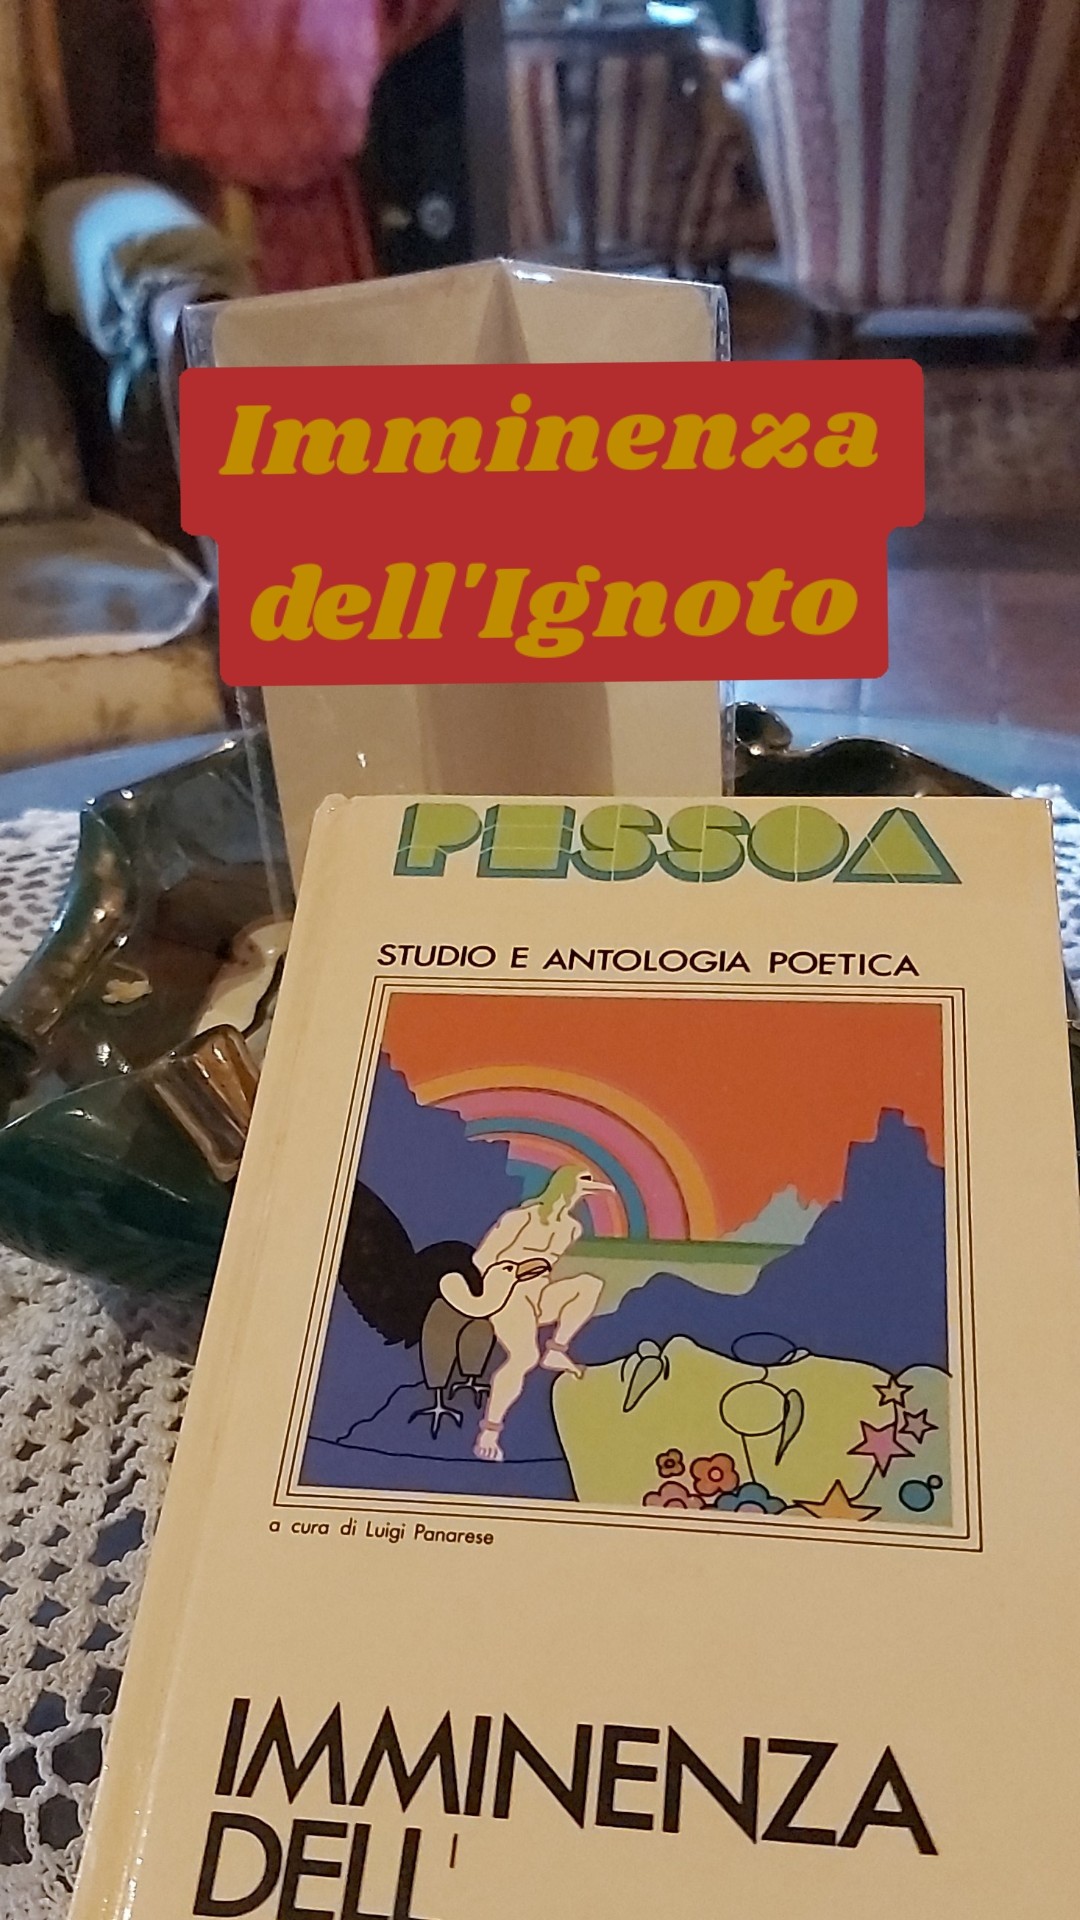 Imminenza
dell'Ignoto
PESSOA
STUDIO E ANTOLOGIA POETICA
a cura di Luigi Panarese
IMMINENZA
DELL'